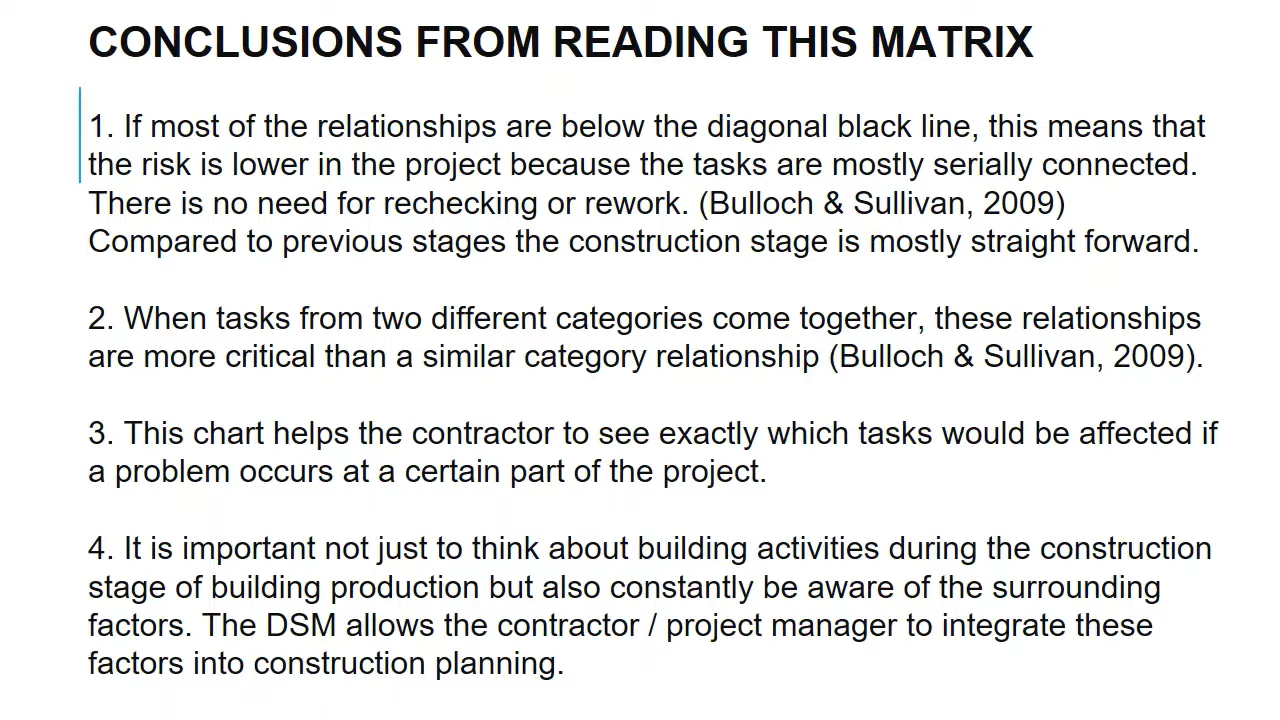 CONCLUSIONS FROM READING THIS MATRIX
1. If most of the relationships are below the diagonal black line, this means that
the risk is lower in the project because the tasks are mostly serially connected.
There is no need for rechecking or rework. (Bulloch & Sullivan, 2009)
Compared to previous stages the construction stage is mostly straight forward.
2. When tasks from two different categories come together, these relationships
are more critical than a similar category relationship (Bulloch & Sullivan, 2009).
3. This chart helps the contractor to see exactly which tasks would be affected if
a problem occurs at a certain part of the project.
4. It is important not just to think about building activities during the construction
stage of building production but also constantly be aware of the surrounding
factors. The DSM allows the contractor / project manager to integrate these
factors into construction planning.